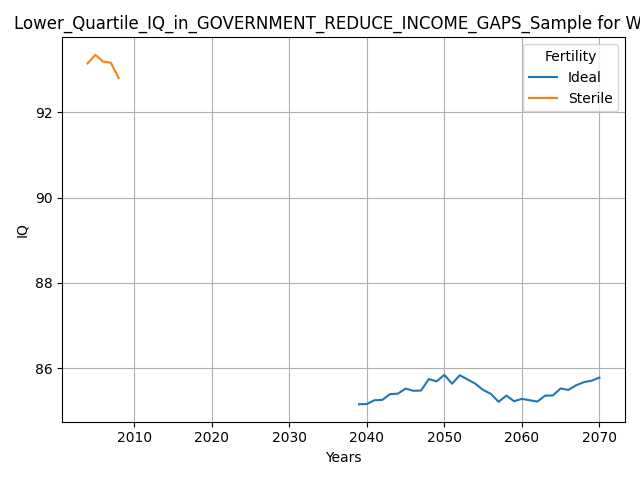 Lower_Quartile_IQ_in_GOVERNMENT_REDUCE_INCOME_GAPS_Sample for W
Fertility
Ideal
Sterile
92
90
88
86
IQ
2010 2020 2030 2040 2050 2060 2070
Years